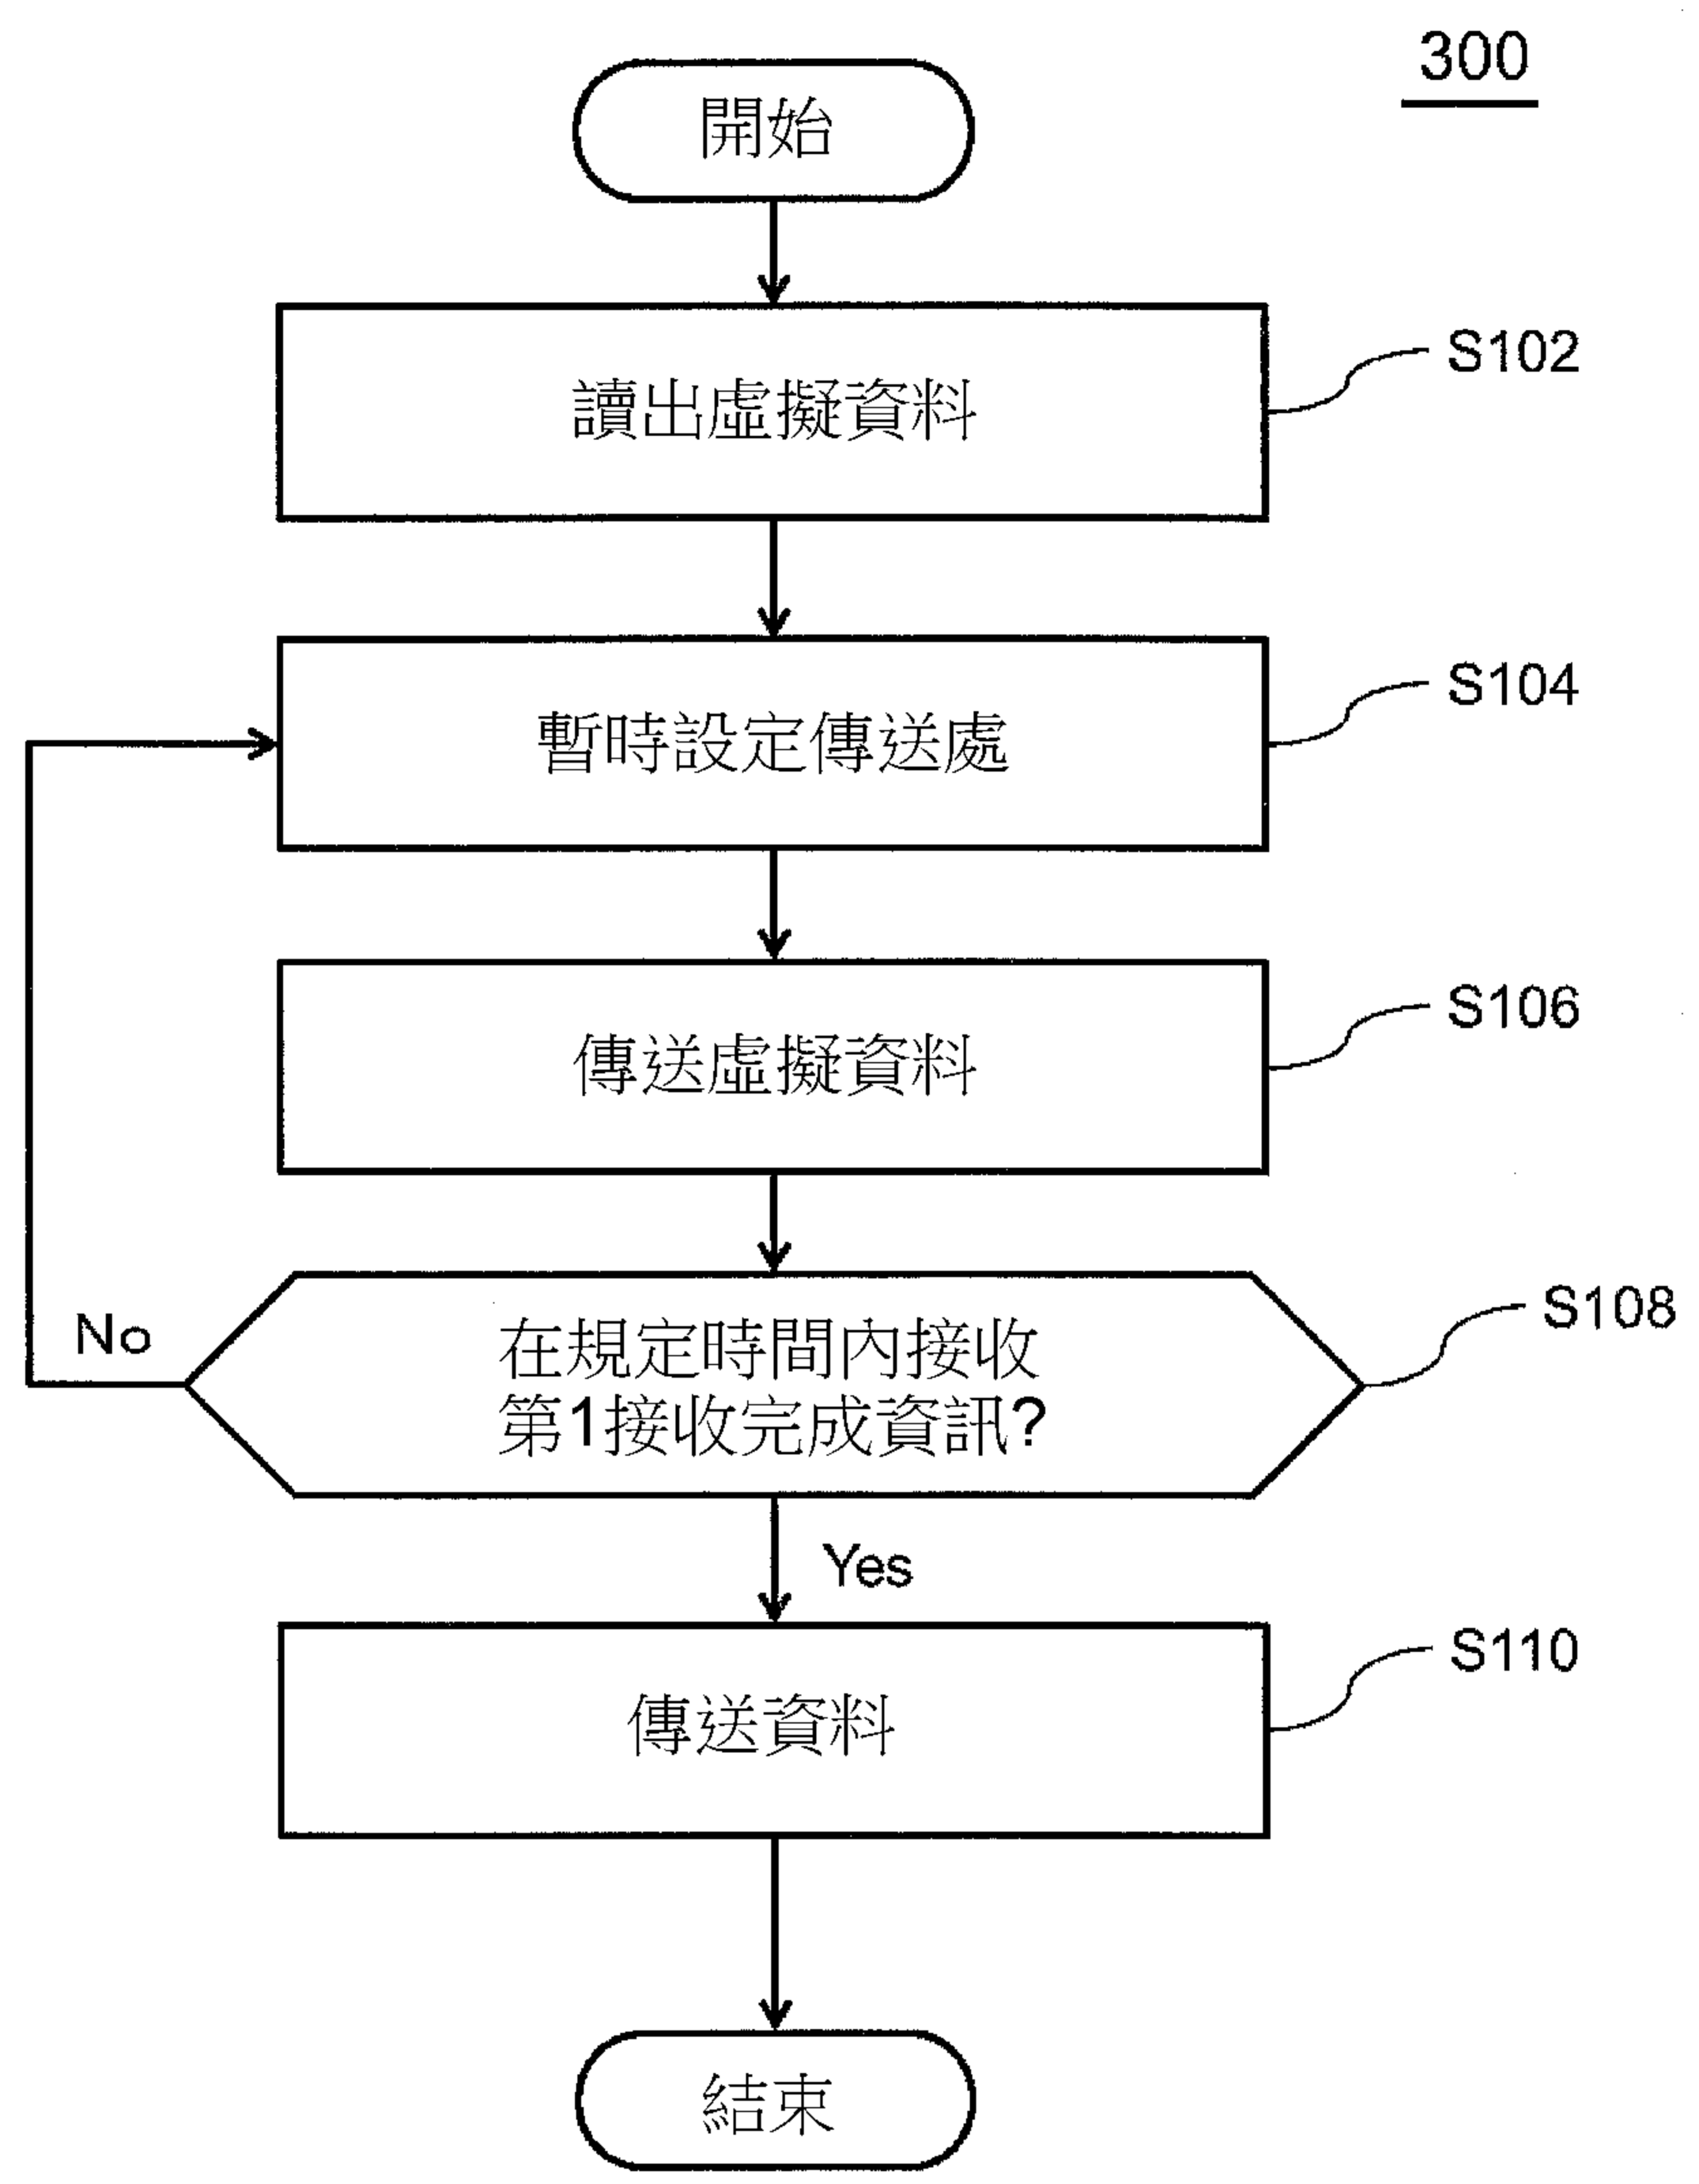 300
開始
讀出虛擬資料
S102
暫時設定傳送處
S104
傳送虛擬資料
S106
在規定時間內接收
第1接收完成資訊?
S108
No
Yes
傳送資料
S110
結束